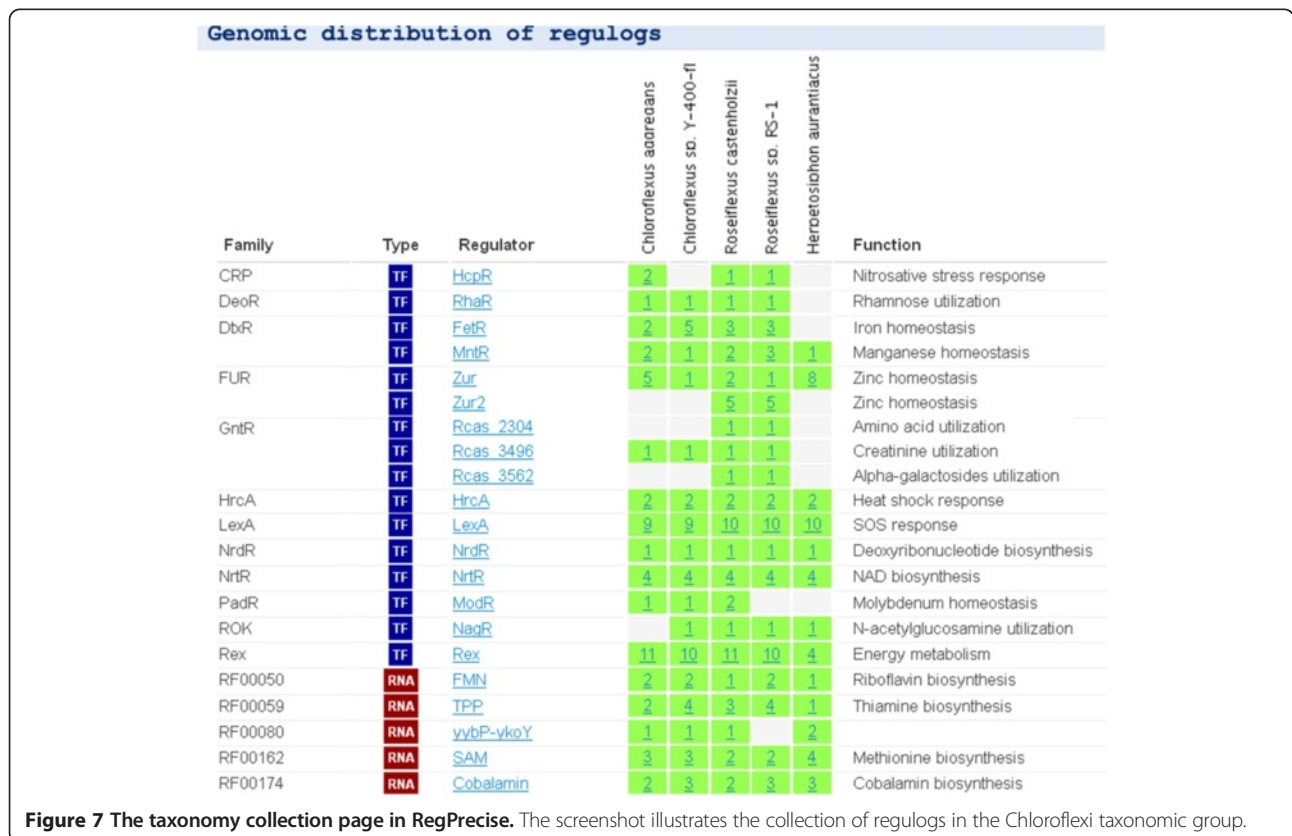 Genomic distribution of regulogs
Family Type Regulator Chloroflexus aggregans Chloroflexus sp. Y-400-fl Roseiflexus castenholzii Roseiflexus sp. RS-1 Herpetosiphon aurantiacus Function
CRP TF HcpR 2 1 1 Nitrosative stress response
DeoR TF RhaR 1 1 1 1 Rhamnose utilization
DtxR TF FetR 2 5 3 3 Iron homeostasis
TF MntR 2 1 2 3 1 Manganese homeostasis
FUR TF Zur 5 1 2 1 8 Zinc homeostasis
TF Zur2 5 5 Zinc homeostasis
GntR TF Rcas_2304 1 1 Amino acid utilization
TF Rcas_3496 1 1 1 1 Creatinine utilization
TF Rcas_3562 1 1 Alpha-galactosides utilization
HrcA TF HrcA 2 2 2 2 2 Heat shock response
LexA TF LexA 9 9 10 10 10 SOS response
NrdR TF NrdR 1 1 1 1 1 Deoxyribonucleotide biosynthesis
NrtR TF NrtR 4 4 4 4 4 NAD biosynthesis
PadR TF ModR 1 1 2 Molybdenum homeostasis
ROK TF NagR 1 1 1 1 N-acetylglucosamine utilization
Rex TF Rex 11 10 11 10 4 Energy metabolism
RF00050 RNA FMN 2 2 1 2 1 Riboflavin biosynthesis
RF00059 RNA TPP 2 4 3 4 1 Thiamine biosynthesis
RF00080 RNA yybP-ykoY 1 1 1 2
RF00162 RNA SAM 3 3 2 2 4 Methionine biosynthesis
RF00174 RNA Cobalamin 2 3 2 3 3 Cobalamin biosynthesis
Figure 7 The taxonomy collection page in RegPrecise. The screenshot illustrates the collection of regulogs in the Chloroflexi taxonomic group.